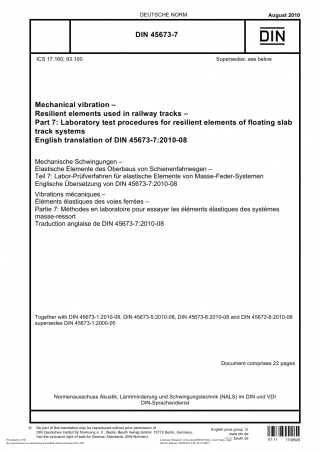 DEUTSCHE NORM
August 2010
DIN 45673-7
DIN
ICS 17.160; 93.100
Supersedes: see below
Mechanical vibration –
Resilient elements used in railway tracks –
Part 7: Laboratory test procedures for resilient elements of floating slab
track systems
English translation of DIN 45673-7:2010-08
Mechanische Schwingungen –
Elastische Elemente des Oberbaus von Schienenfahrwegen –
Teil 7: Labor-Prüfverfahren für elastische Elemente von Masse-Feder-Systemen
Englische Übersetzung von DIN 45673-7:2010-08
Vibrations mécaniques –
Éléments élastiques des voies ferrées –
Partie 7: Méthodes en laboratoire pour essayer les éléments élastiques des systèmes
masse-ressort
Traduction anglaise de DIN 45673-7:2010-08
Together with DIN 45673-1:2010-08, DIN 45673-5:2010-08, DIN 45673-6:2010-08 and DIN 45673-8:2010-08
supersedes DIN 45673-1:2000-05
Document comprises 22 pages
Normenausschuss Akustik, Lärmminderung und Schwingungstechnik (NALS) im DIN und VDI
DIN-Sprachendienst
© No part of this translation may be reproduced without prior permission of
DIN Deutsches Institut für Normung e. V., Berlin. Beuth Verlag GmbH, 10772 Berlin, Germany,
has the exclusive right of sale for German Standards (DIN-Normen).
English price group 12
www.din.de
www.beuth.de
01.11